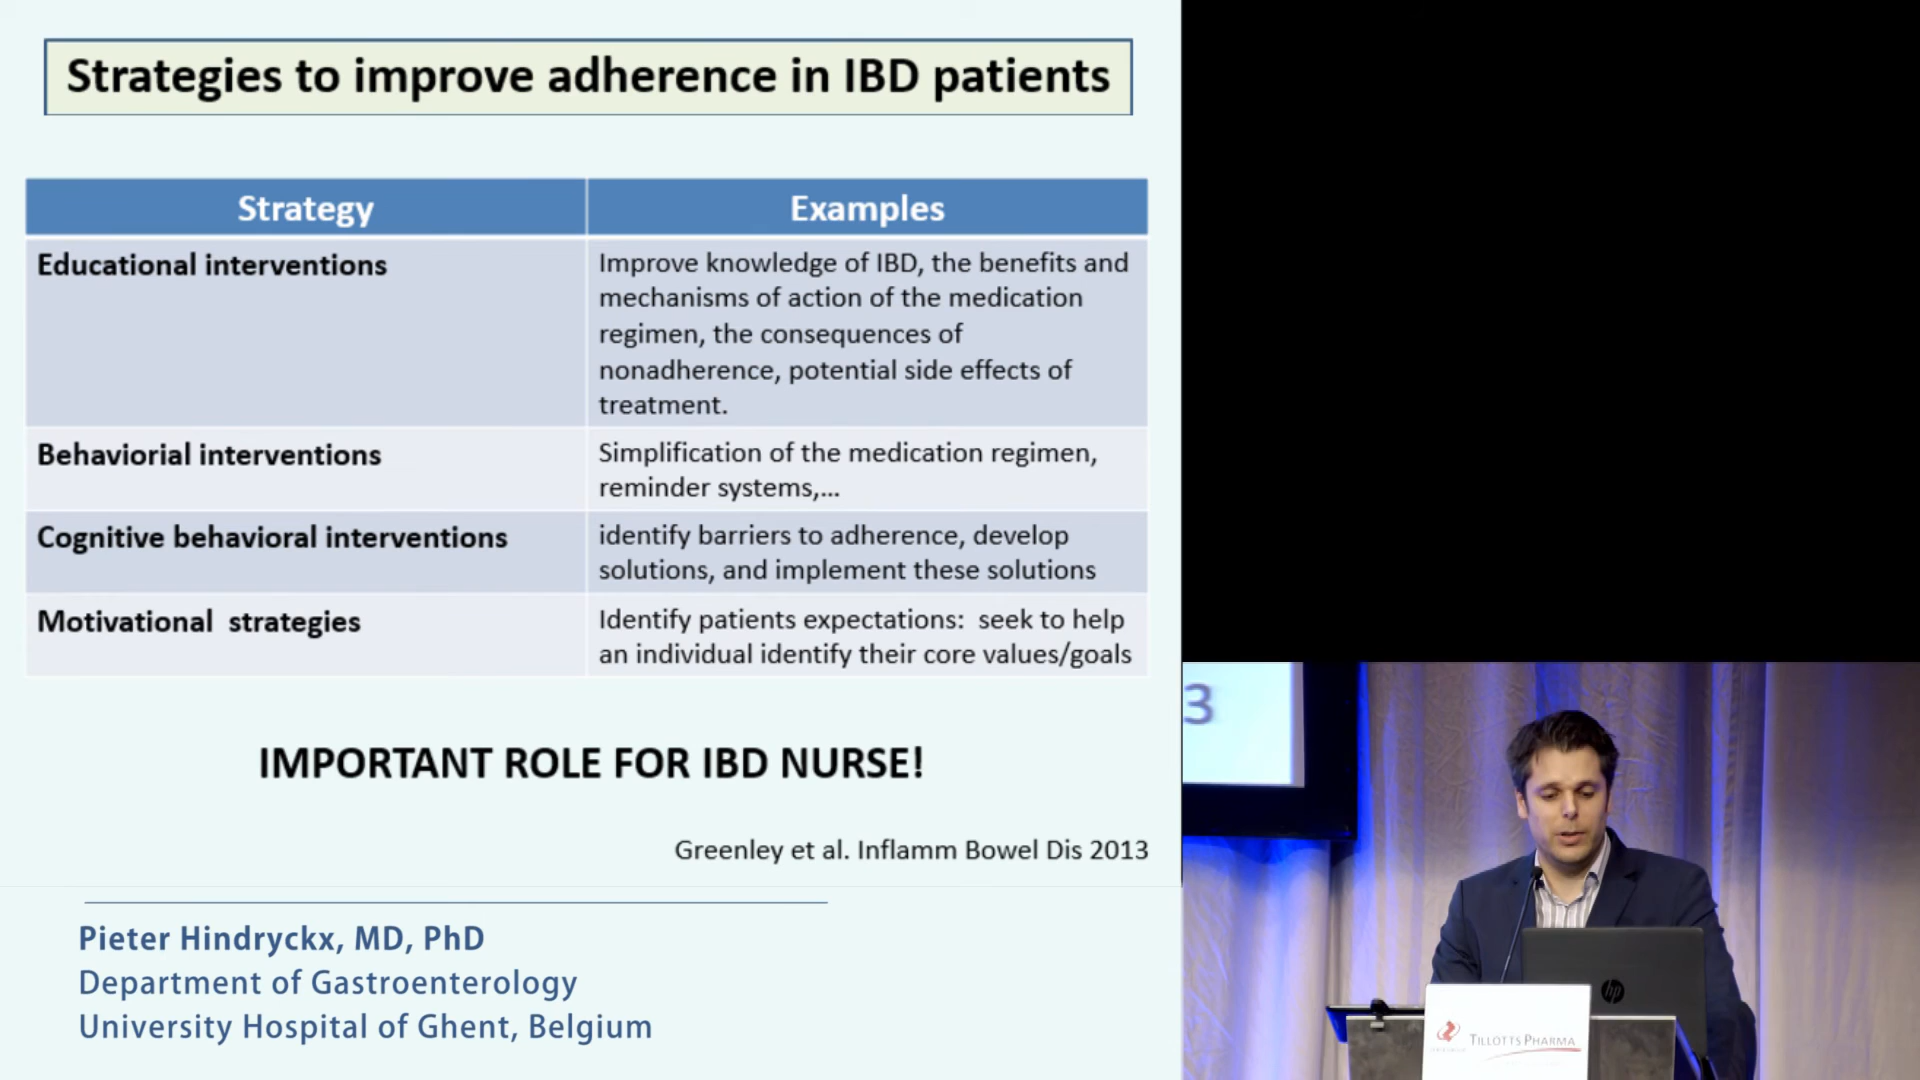 Strategies to improve adherence in IBD patients
Strategy
Examples
Educational interventions
Improve knowledge of IBD, the benefits and
mechanisms of action of the medication
regimen, the consequences of
nonadherence, potential side effects of
treatment.
Behaviorial interventions
Simplification of the medication regimen,
reminder systems,...
Cognitive behavioral interventions
identify barriers to adherence, develop
solutions, and implement these solutions
Motivational  strategies
Identify patients expectations:  seek to help
an individual identify their core values/goals
IMPORTANT ROLE FOR IBD NURSE!
Greenley et al. Inflamm Bowel Dis 2013
Pieter Hindryckx, MD, PhD
Department of Gastroenterology
University Hospital of Ghent, Belgium
3
hp
TILLOTTS PHARMA